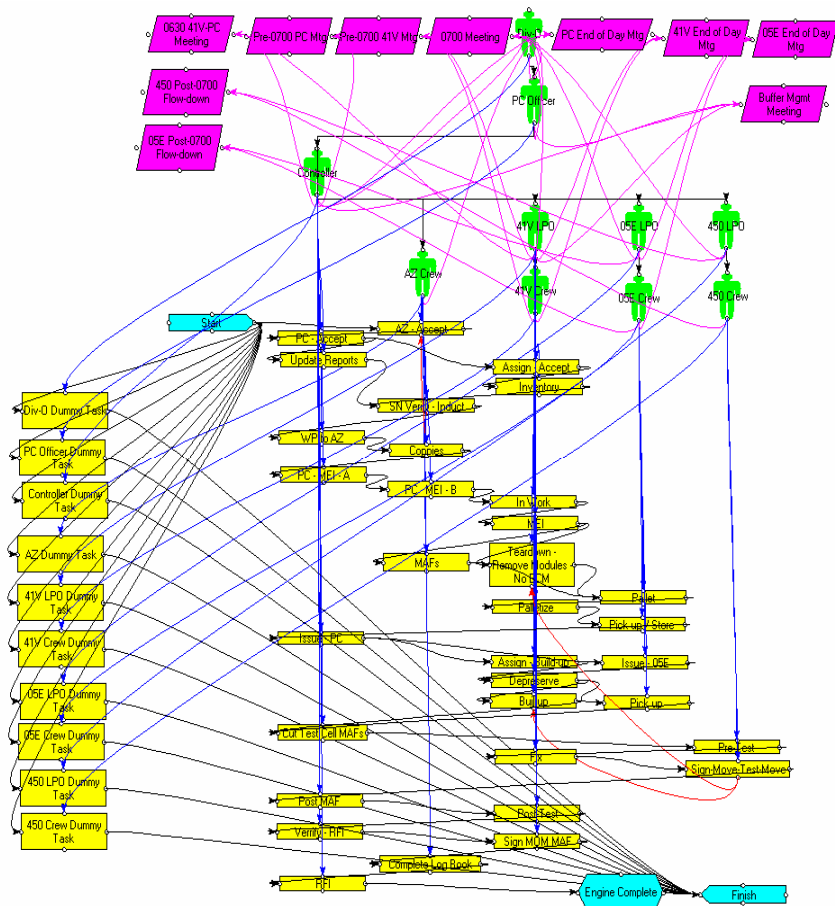 0630 41V-PC
Meeting
Pre-0700 PC Mtg
Pre-0700 41V Mtg
0700 Meeting
Div-O
PC End of Day Mtg
41V End of Day
Mtg
05E End of Day
Mtg
450 Post-0700
Flow-down
PC Officer
Buffer Mgmt
Meeting
05E Post-0700
Flow-down
Controller
41V LPO
05E LPO
450 LPO
AZ Crew
41V Crew
05E Crew
450 Crew
Start
AZ - Accept
PC - Accept
Update Reports
Assign - Accept
Inventory
Div-O Dummy Task
SN Verify - Induct
WP to AZ
Coppies
PC Officer Dummy
Task
PC - MEI - A
PC - MEI - B
Controller Dummy
Task
In Work
MEI
AZ Dummy Task
MAFs
Teardown -
Remove Modules -
No ECM
41V LPO Dummy
Task
Pallet
Palletize
Pick up / Store
41V Crew Dummy
Task
Issue - PC
Assign - Build-up
Issue - 05E
Depreserve
05E LPO Dummy
Task
Buildup
Pick up
05E Crew Dummy
Task
Cut Test Cell MAFs
Pre-Test
Fix
Sign-Move-Test-Move
450 LPO Dummy
Task
Post MAF
Post-Test
450 Crew Dummy
Task
Verrify - RFI
Sign MOM MAF
Complete Log Book
RFI
Engine Complete
Finish